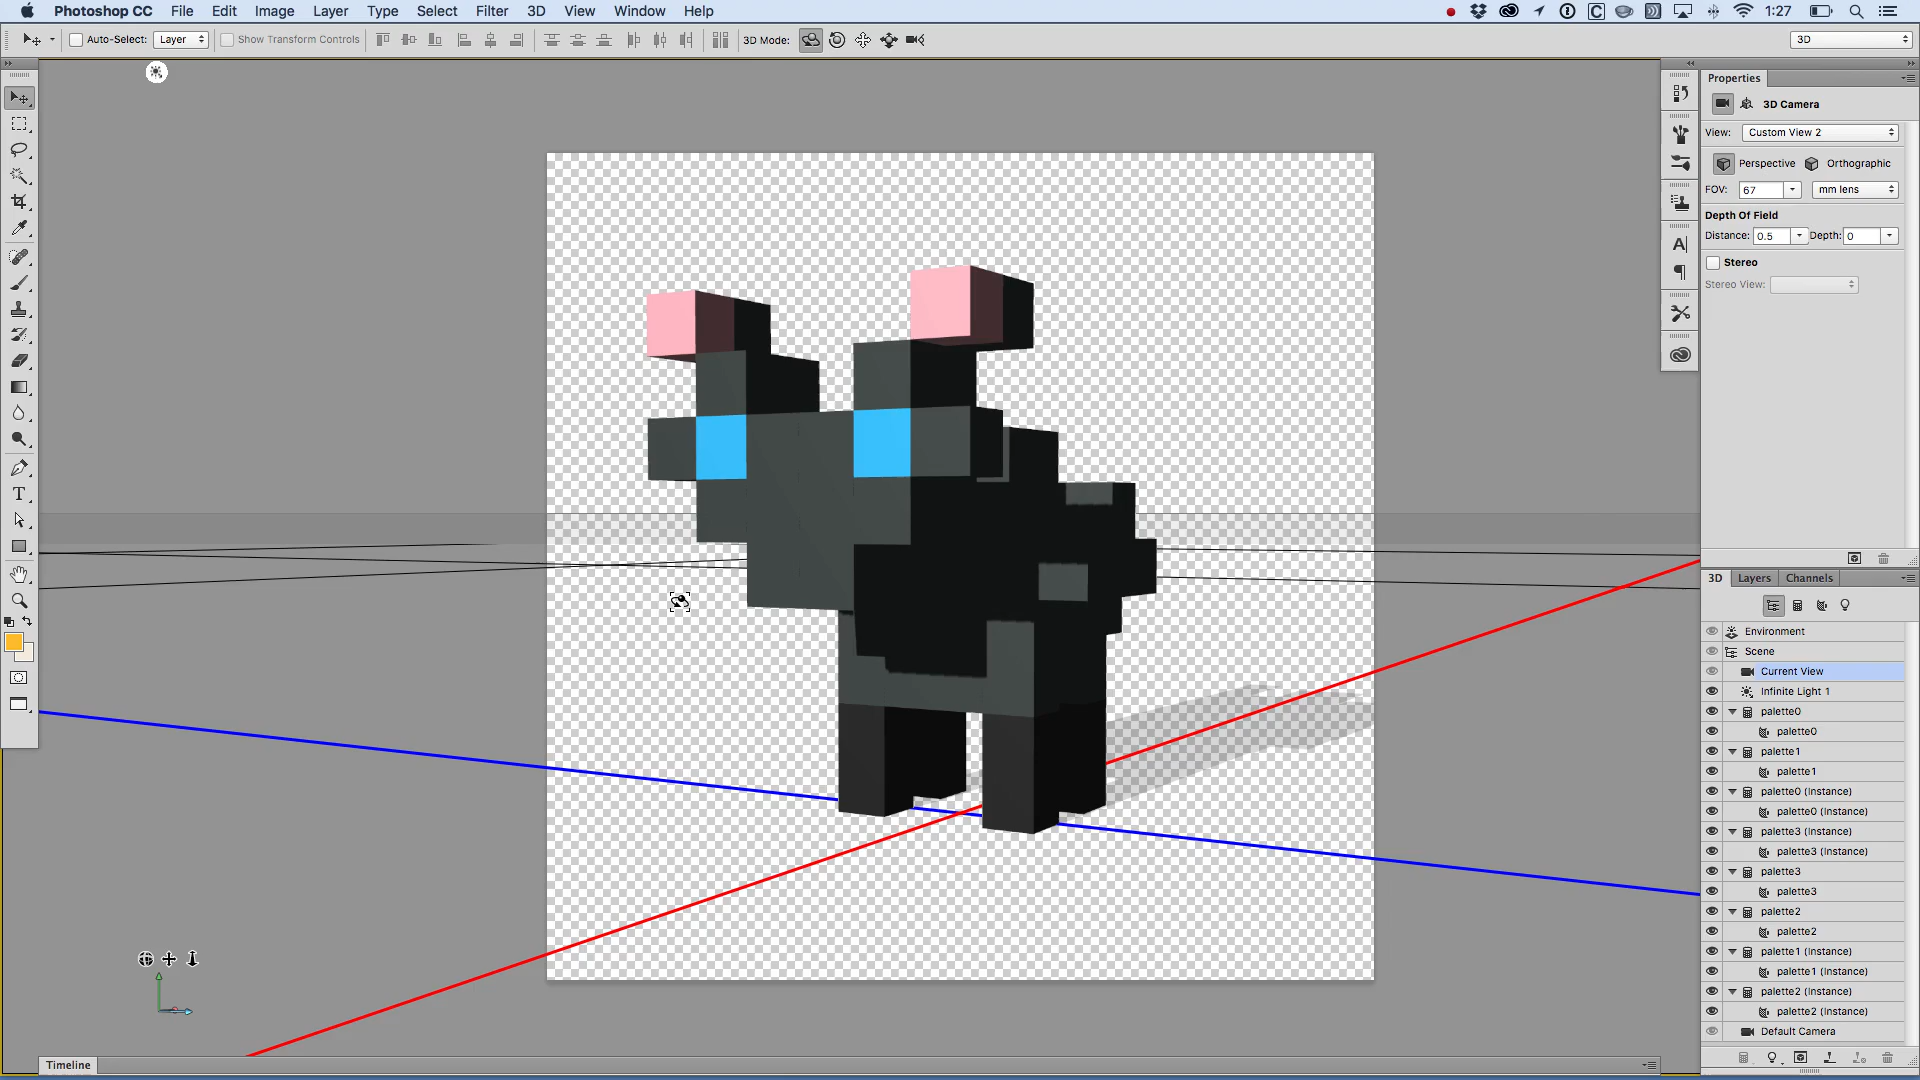 Photoshop CC File Edit Image Layer Type Select Filter 3D View Window Help 1:27
Auto-Select: Layer Show Transform Controls 3D Mode: 3D
Properties
3D Camera
View: Custom View 2
Perspective Orthographic
FOV: 67 mm lens
Depth Of Field
Distance: 0.5 Depth: 0
Stereo
Stereo View:
3D Layers Channels
Environment
Scene
Current View
Infinite Light 1
palette0
palette0
palette1
palette1
palette0 (Instance)
palette0 (Instance)
palette3 (Instance)
palette3 (Instance)
palette3
palette3
palette2
palette2
palette1 (Instance)
palette1 (Instance)
palette2 (Instance)
palette2 (Instance)
Default Camera
Timeline